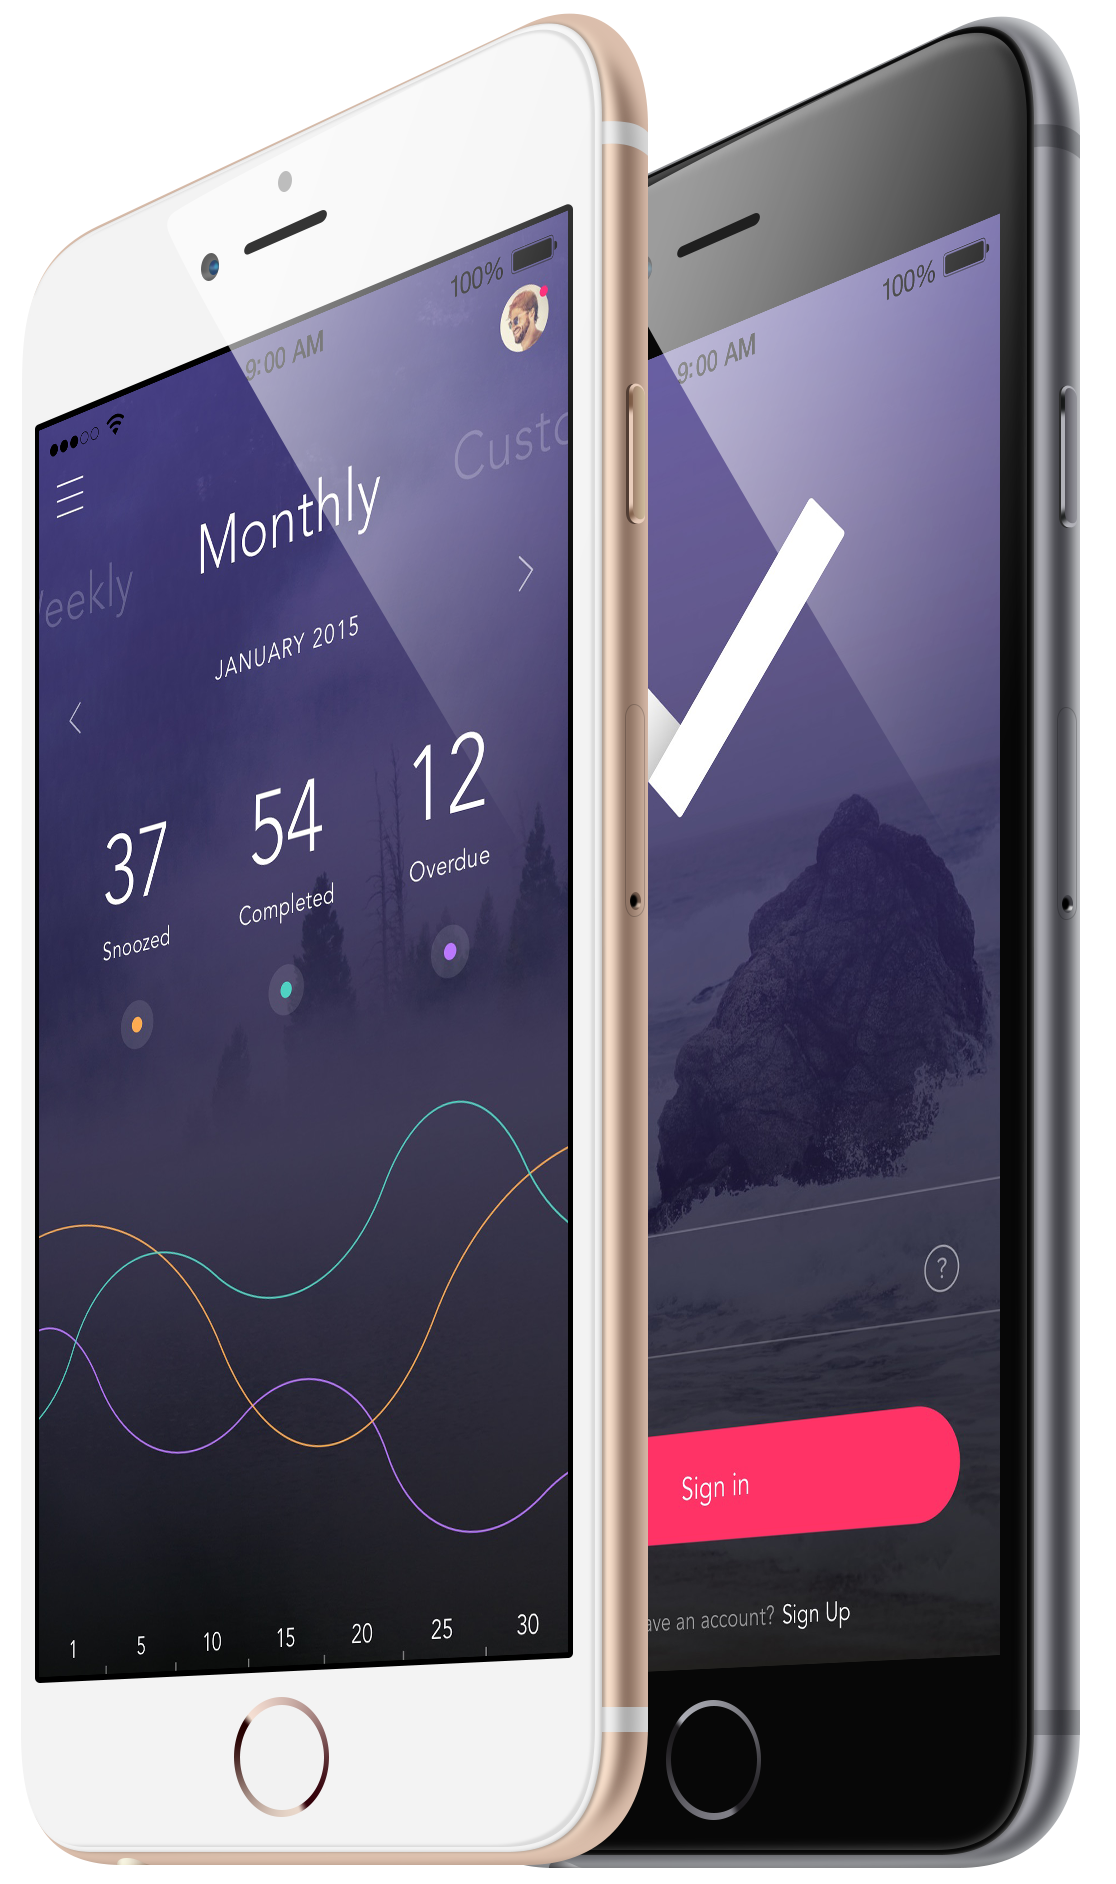 100%
9:00 AM
Custo
Monthly
eekly
JANUARY 2015
37
54
12
Snoozed
Completed
Overdue
1 5 10 15 20 25 30
100%
9:00 AM
?
Sign in
ave an account? Sign Up